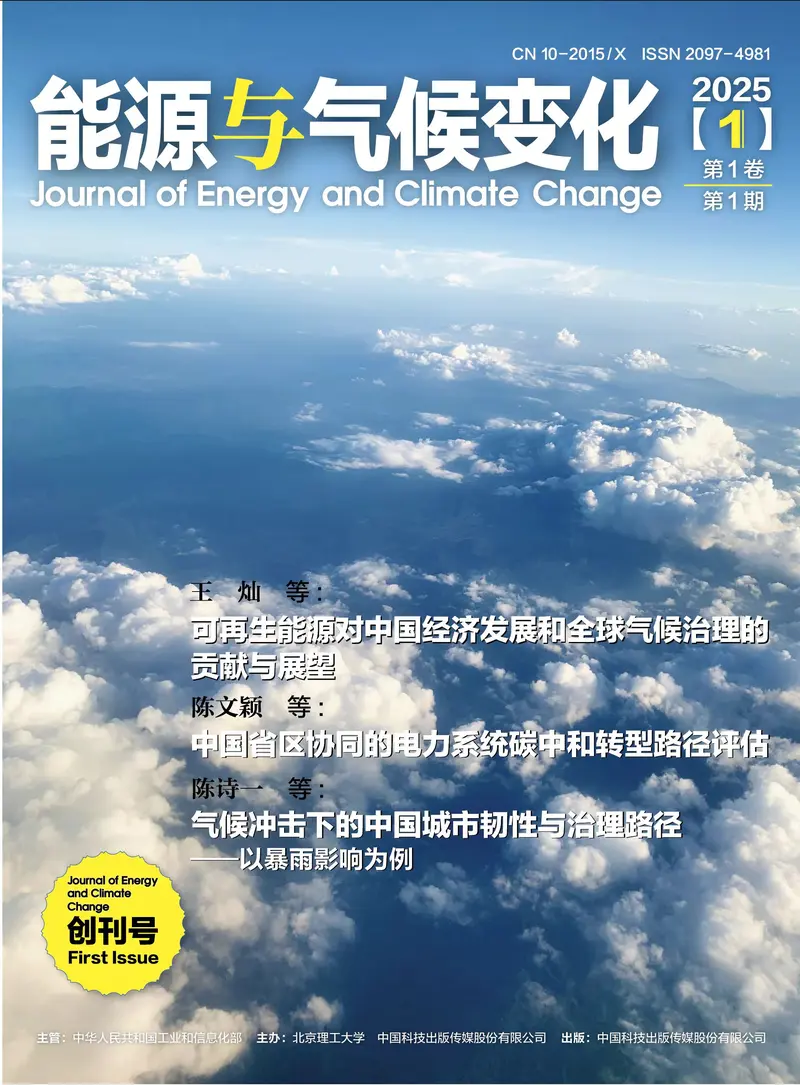 CN 10-2015/X ISSN 2097-4981
能源与气候变化
Journal of Energy and Climate Change
2025
【1】
第1卷
第1期
王 灿 等：
可再生能源对中国经济发展和全球气候治理的
贡献与展望
陈文颖 等：
中国省区协同的电力系统碳中和转型路径评估
陈诗一 等：
气候冲击下的中国城市韧性与治理路径
——以暴雨影响为例
Journal of Energy
and Climate
Change
创刊号
First Issue
主管：中华人民共和国工业和信息化部 主办：北京理工大学 中国科技出版传媒股份有限公司 出版：中国科技出版传媒股份有限公司